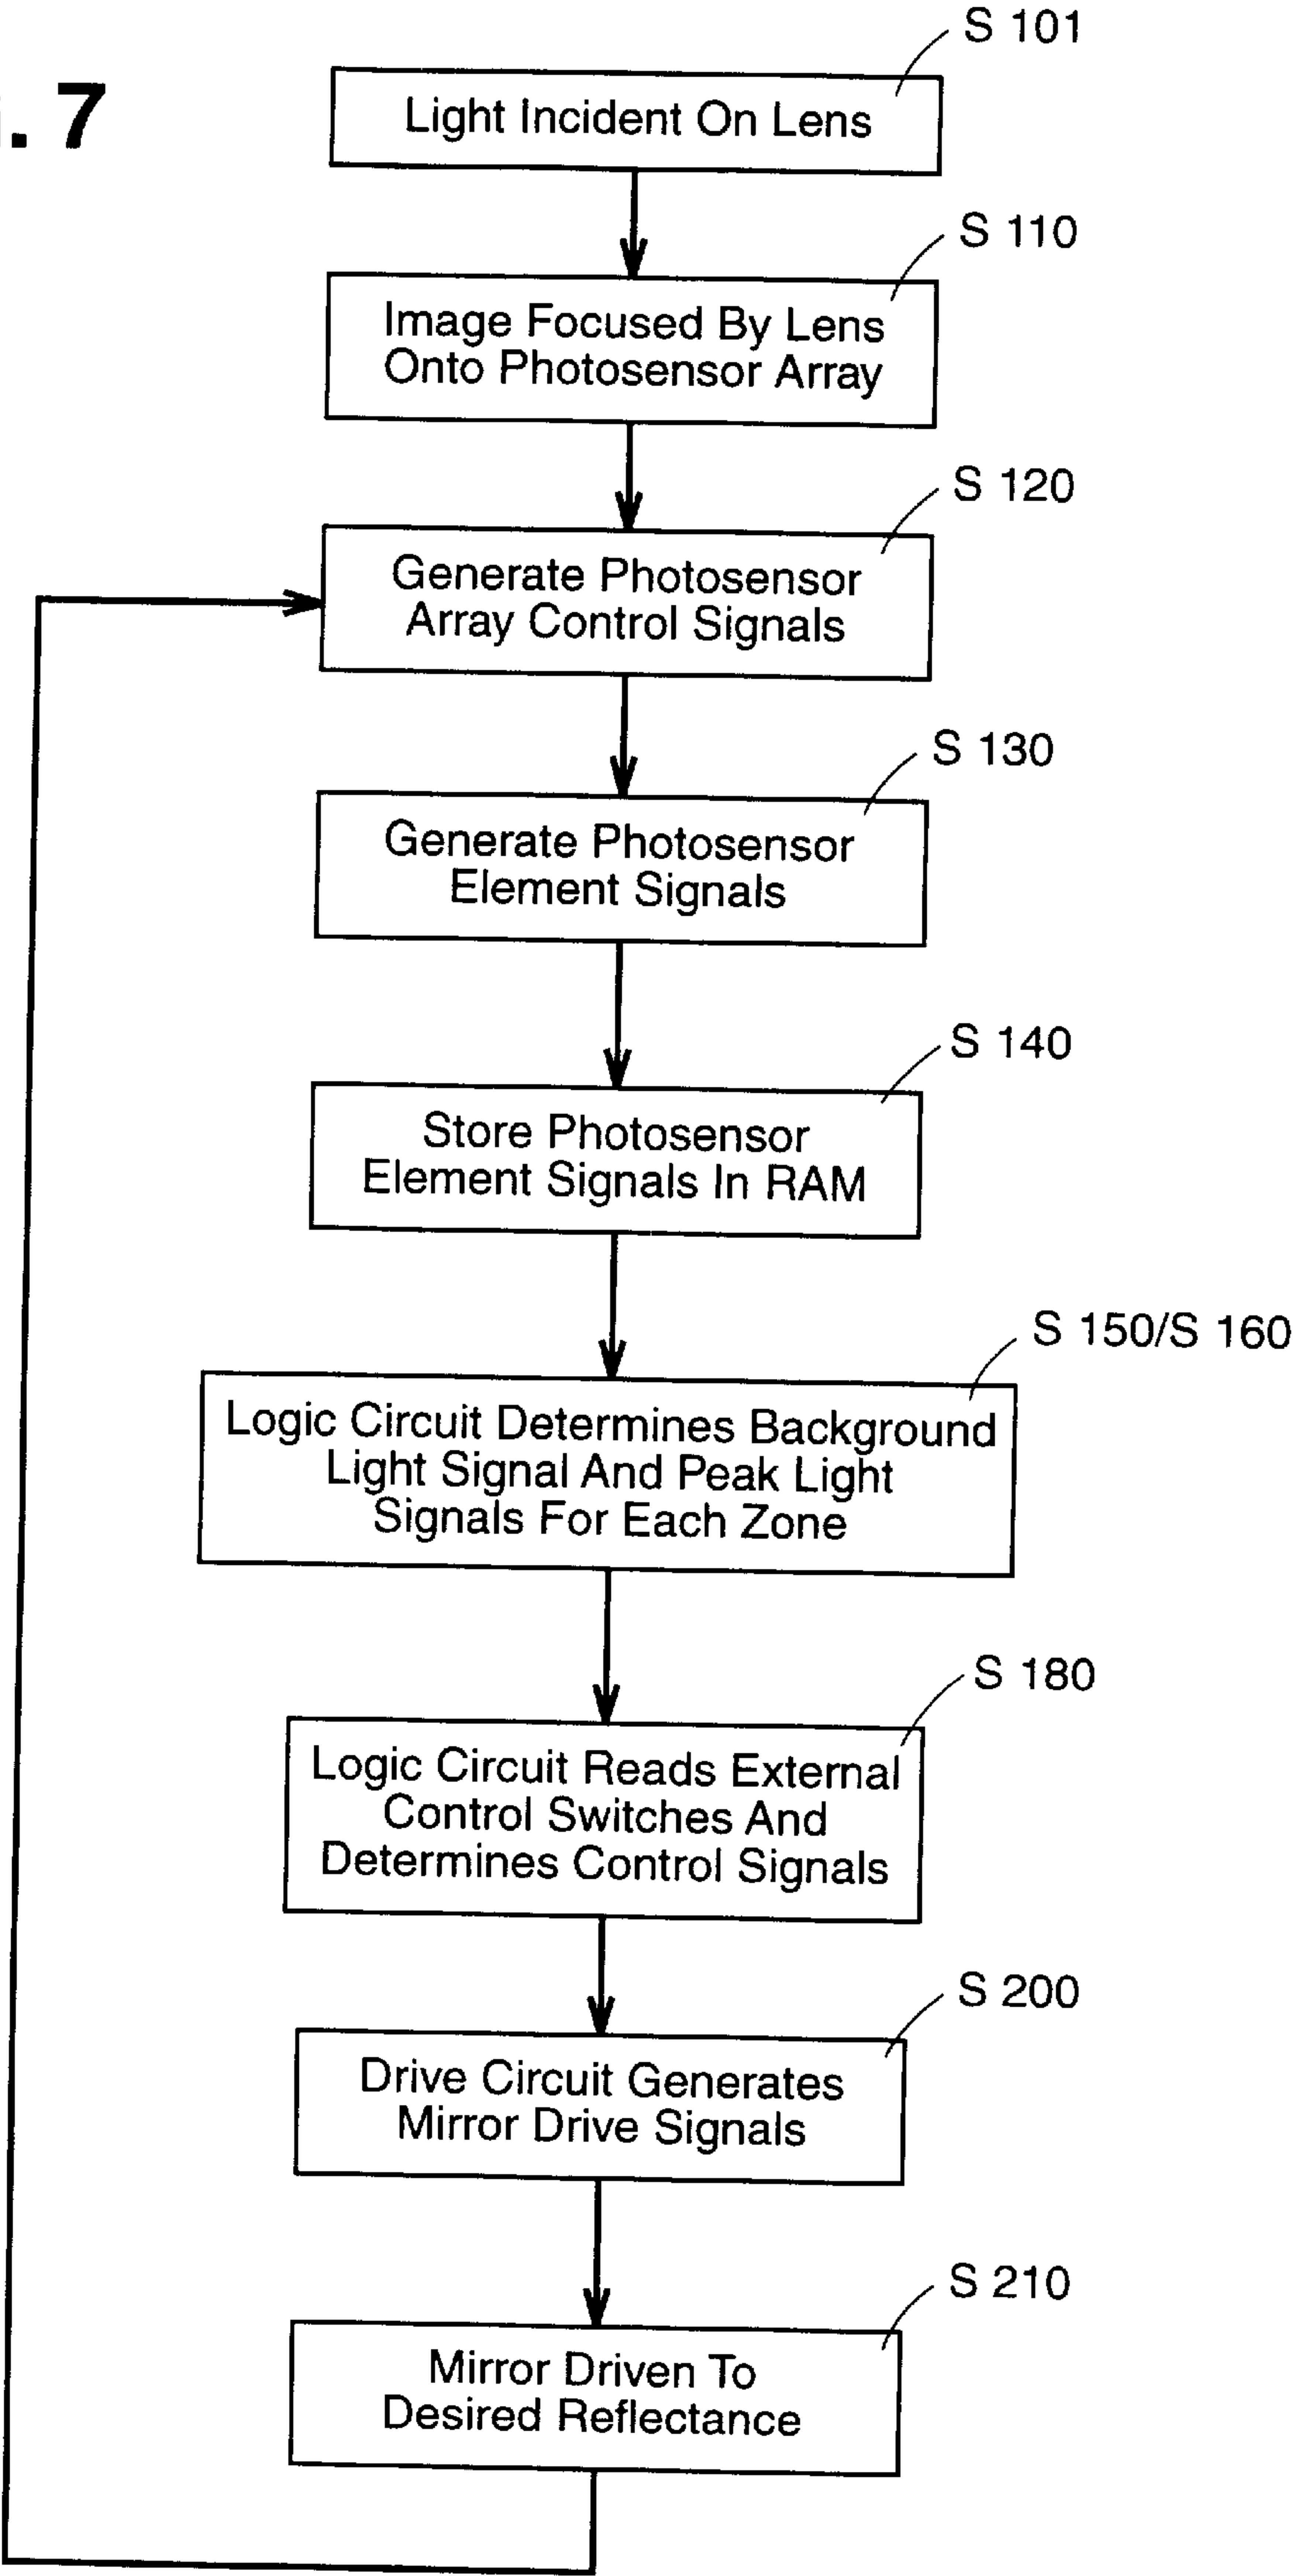 . 7
S 101
Light Incident On Lens
S 110
Image Focused By Lens
Onto Photosensor Array
S 120
Generate Photosensor
Array Control Signals
S 130
Generate Photosensor
Element Signals
S 140
Store Photosensor
Element Signals In RAM
S 150/S 160
Logic Circuit Determines Background
Light Signal And Peak Light
Signals For Each Zone
S 180
Logic Circuit Reads External
Control Switches And
Determines Control Signals
S 200
Drive Circuit Generates
Mirror Drive Signals
S 210
Mirror Driven To
Desired Reflectance